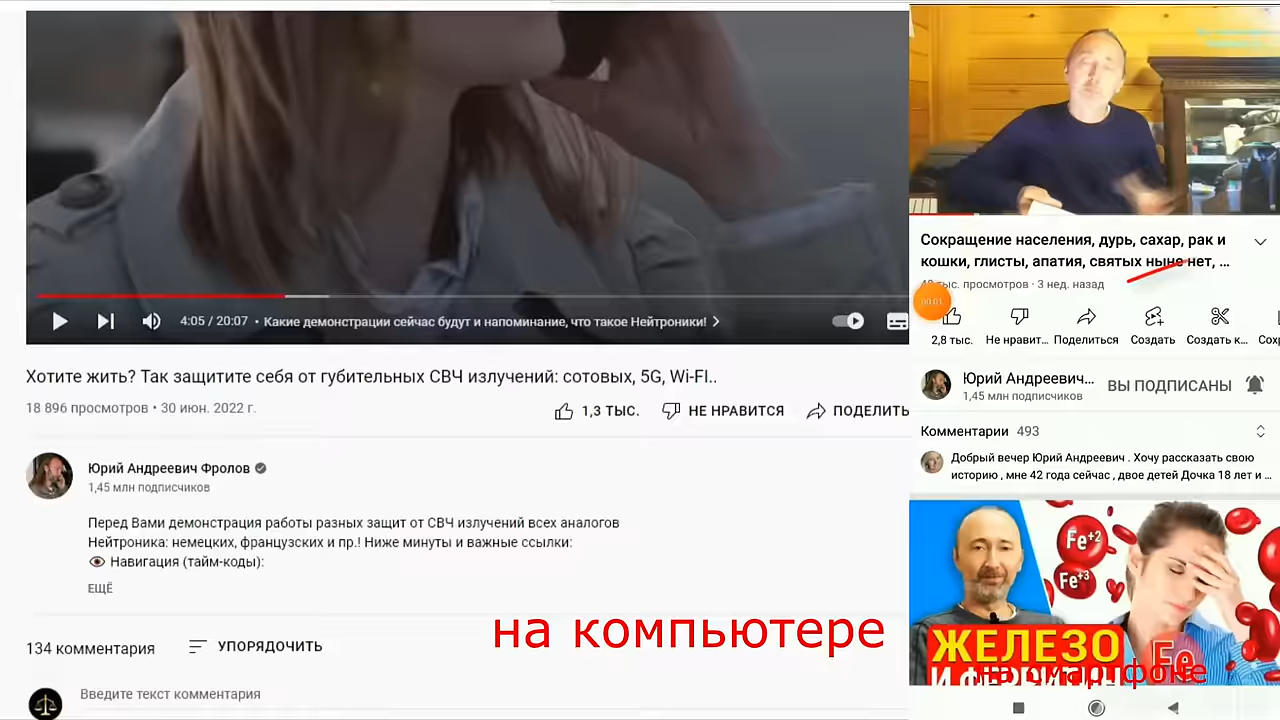 4:05 / 20:07 • Какие демонстрации сейчас будут и напоминание, что такое Нейтроники!
Хотите жить? Так защитите себя от губительных СВЧ излучений: сотовых, 5G, Wi-FI..
18 896 просмотров • 30 июн. 2022 г.
1,3 ТЫС. НЕ НРАВИТСЯ ПОДЕЛИТЬ
Юрий Андреевич Фролов
1,45 млн подписчиков
Перед Вами демонстрация работы разных защит от СВЧ излучений всех аналогов
Нейтроника: немецких, французских и пр.! Ниже минуты и важные ссылки:
Навигация (тайм-коды):
ЕЩЁ
на компьютере
134 комментария УПОРЯДОЧИТЬ
Введите текст комментария
Сокращение населения, дурь, сахар, рак и
кошки, глисты, апатия, святых ныне нет, ...
тыс. просмотров · 3 нед. назад
00:01
2,8 тыс. Не нравит... Поделиться Создать Создать к... Сох
Юрий Андреевич... ВЫ ПОДПИСАНЫ
1,45 млн подписчиков
Комментарии 493
Добрый вечер Юрий Андреевич . Хочу рассказать свою
историю , мне 42 года сейчас , двое детей Дочка 18 лет и ...
Fe+2
Fe+3
ЖЕЛЕЗО
Fe